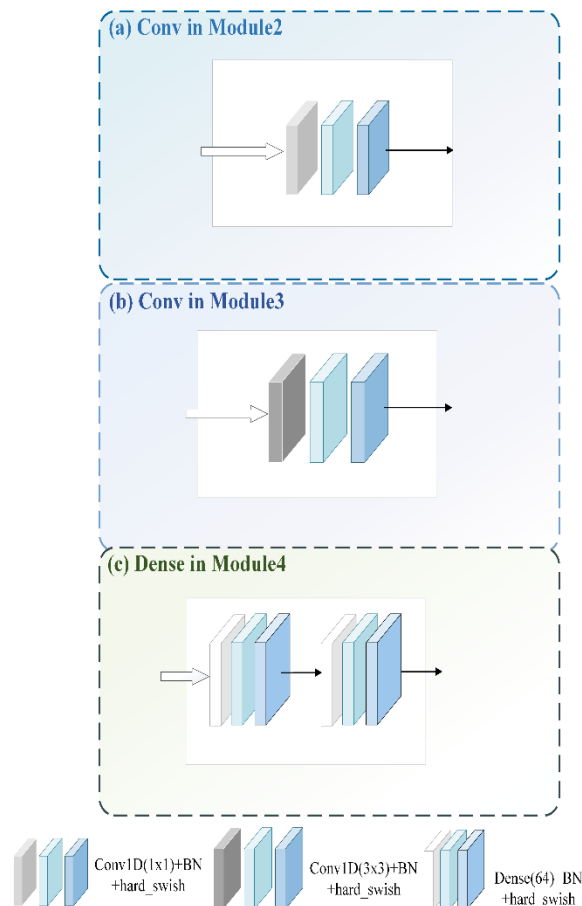 (a) Conv in Module2
(b) Conv in Module3
(c) Dense in Module4
Conv1D(1x1)+BN
+hard_swish
Conv1D(3x3)+BN
+hard_swish
Dense(64) BN
+hard swish